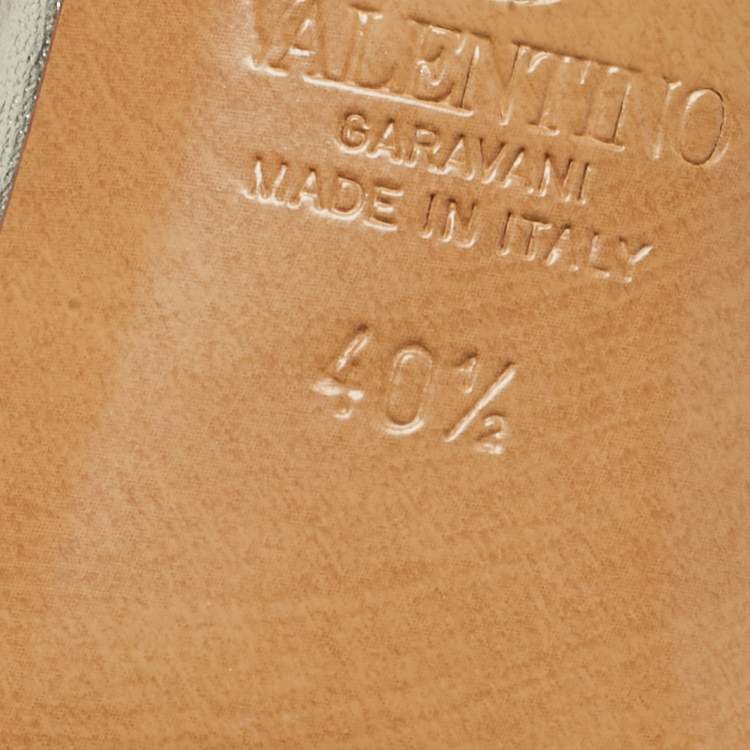 VALENTINO
GARAVANI
MADE IN ITALY
40½